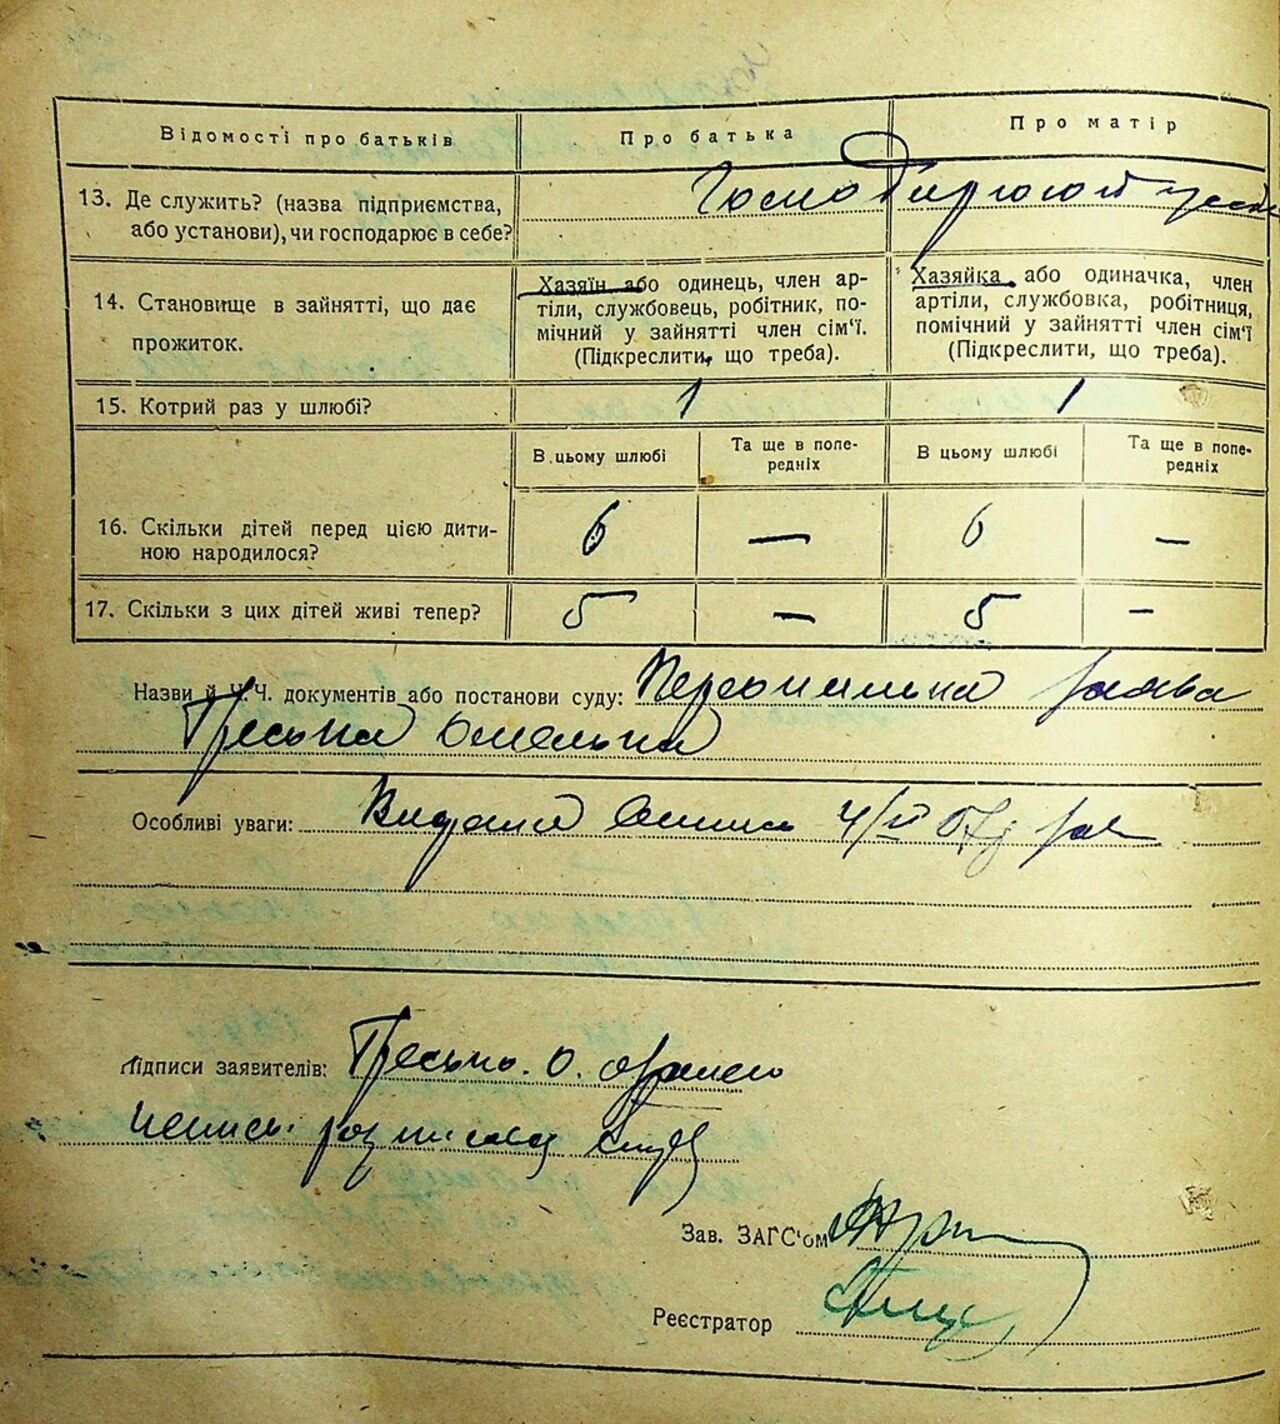 Відомості про батьків
Про батька
Про матір
13. Де служить? (назва підприємства,
або установи), чи господарює в себе?
14. Становище в зайнятті, що дає
прожиток.
Хазяїн або одинець, член ар-
тіли, службовець, робітник, по-
мічний у зайнятті член сім'ї.
(Підкреслити, що треба).
Хазяйка або одиначка, член
артіли, службовка, робітниця,
помічний у зайнятті член сім'ї
(Підкреслити, що треба).
15. Котрий раз у шлюбі?
1
1
В цьому шлюбі
Та ще в попе-
редніх
В цьому шлюбі
Та ще в попе-
редніх
16. Скільки дітей перед цією дити-
ною народилося?
6
—
6
—
17. Скільки з цих дітей живі тепер?
5
—
5
—
Назви й Ч.Ч. документів або постанови суду: Персональна заява
Омелька
Особливі уваги:
Підписи заявителів: О.
Зав. ЗАГС'ом
Реєстратор